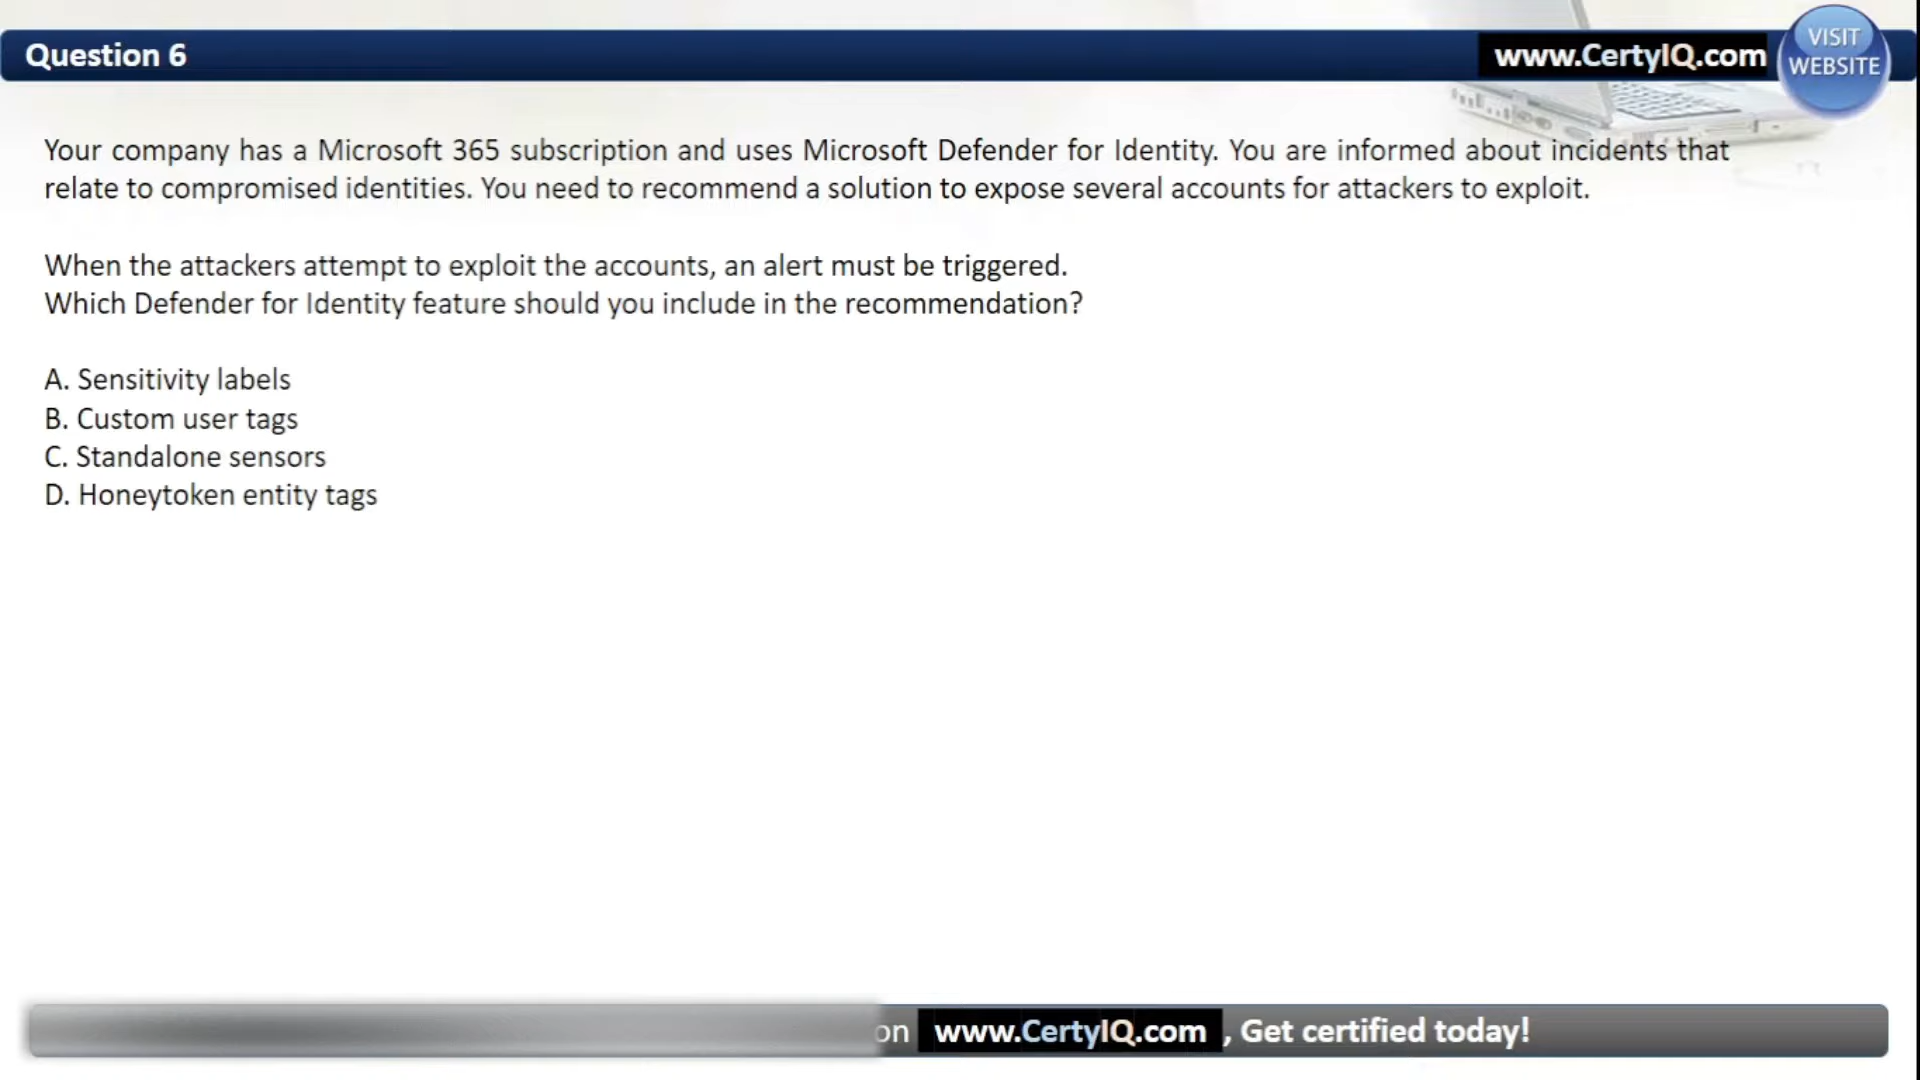 Question 6
www.CertyIQ.com
VISIT
WEBSITE
Your company has a Microsoft 365 subscription and uses Microsoft Defender for Identity. You are informed about incidents that
relate to compromised identities. You need to recommend a solution to expose several accounts for attackers to exploit.
When the attackers attempt to exploit the accounts, an alert must be triggered.
Which Defender for Identity feature should you include in the recommendation?
A. Sensitivity labels
B. Custom user tags
C. Standalone sensors
D. Honeytoken entity tags
on www.CertyIQ.com , Get certified today!